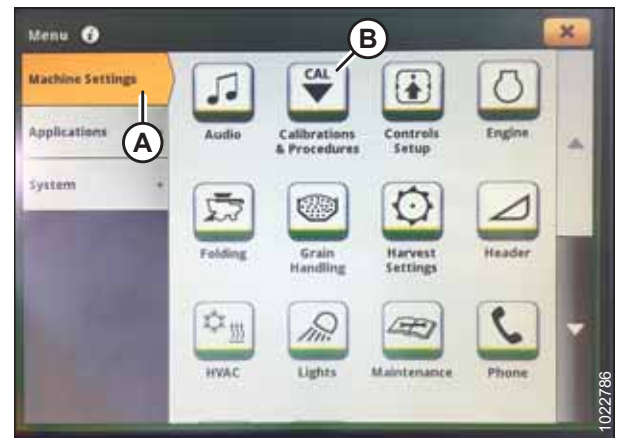 Menu
B
Machine Settings
A
Applications
System
CAL
Audio
Calibrations
& Procedures
Controls
Setup
Engine
Folding
Grain
Handling
Harvest
Settings
Header
HVAC
Lights
Maintenance
Phone
1022786